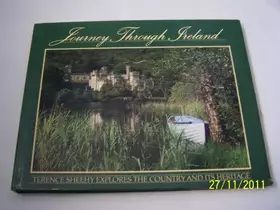 Journey Through Ireland
TERENCE SHEEHY EXPLORES THE COUNTRY AND ITS HERITAGE
27/11/2011